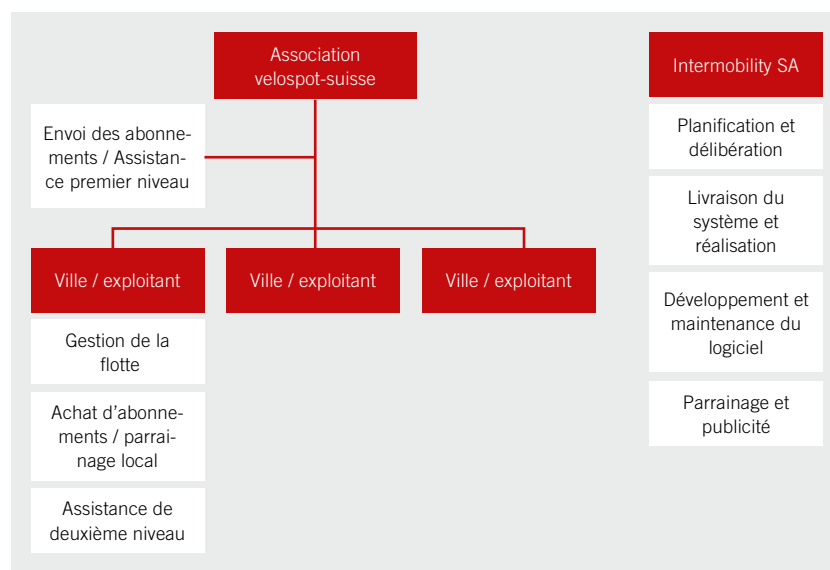 Association
velospot-suisse
Envoi des abonne-
ments / Assistan-
ce premier niveau
Ville / exploitant
Ville / exploitant
Ville / exploitant
Gestion de la
flotte
Achat d'abonne-
ments / parrai-
nage local
Assistance de
deuxième niveau
Intermobility SA
Planification et
délibération
Livraison du
système et
réalisation
Développement et
maintenance du
logiciel
Parrainage et
publicité